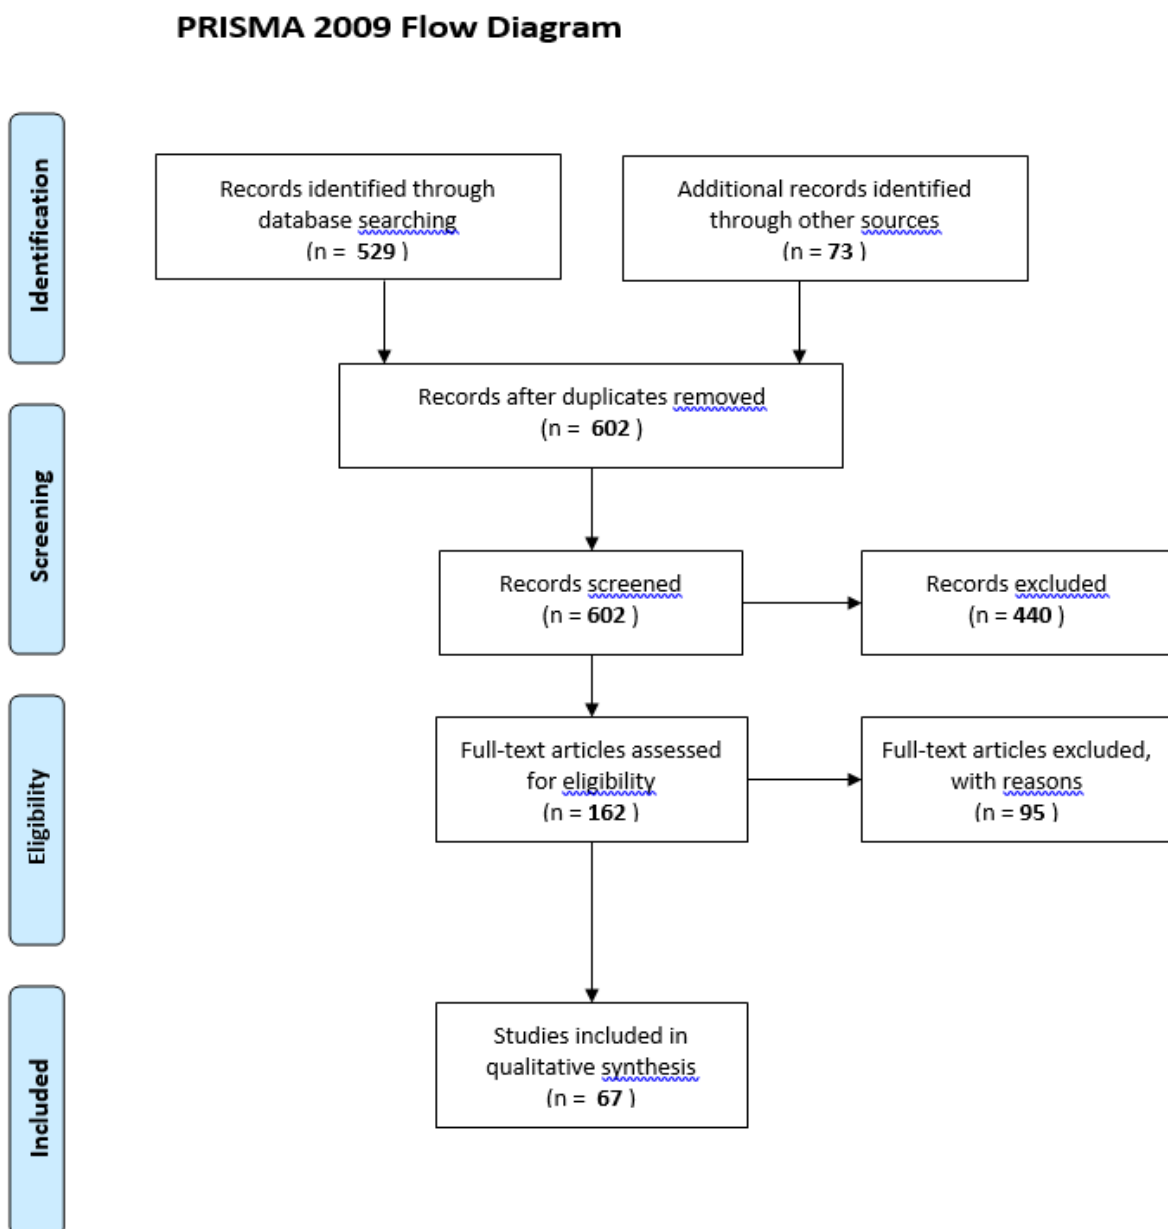 PRISMA 2009 Flow Diagram
Identification
Records identified through
database searching
(n = 529 )
Additional records identified
through other sources
(n = 73 )
Records after duplicates removed
(n = 602 )
Screening
Records screened
(n = 602 )
Records excluded
(n = 440 )
Eligibility
Full-text articles assessed
for eligibility
(n = 162 )
Full-text articles excluded,
with reasons
(n = 95 )
Included
Studies included in
qualitative synthesis
(n = 67 )